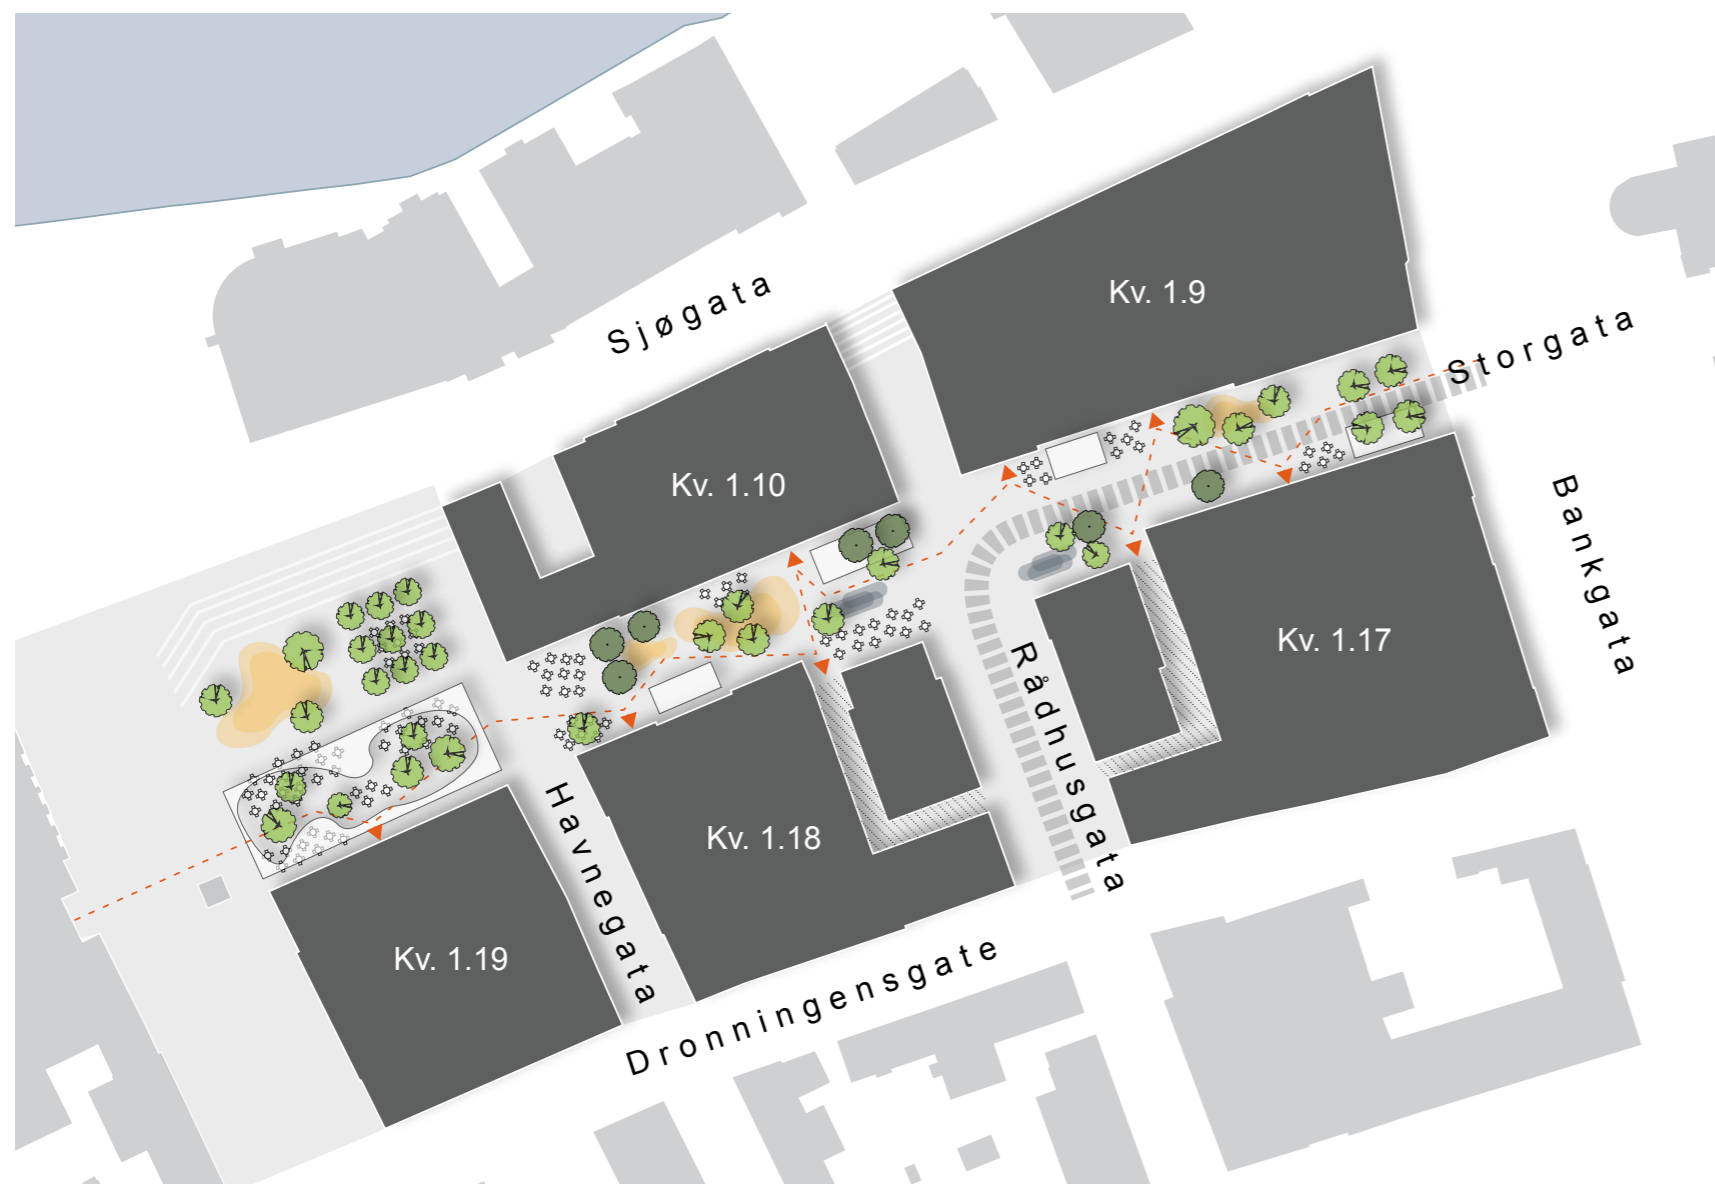 Kv. 1.9
Sjøgata
Storgata
Kv. 1.10
Bankgata
Kv. 1.17
Rådhusgata
Kv. 1.18
Havnegata
Kv. 1.19
Dronningensgate